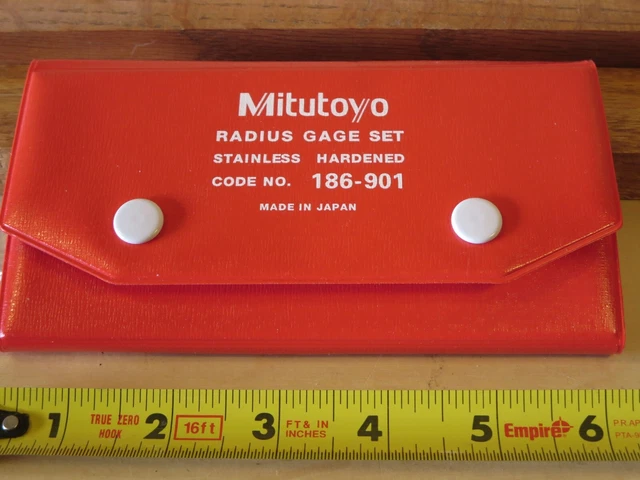 Mitutoyo
RADIUS GAGE SET
STAINLESS HARDENED
CODE NO. 186-901
MADE IN JAPAN
1 TRUE ZERO HOOK 2 16ft 3 FT & IN INCHES 4 5 Empire 6